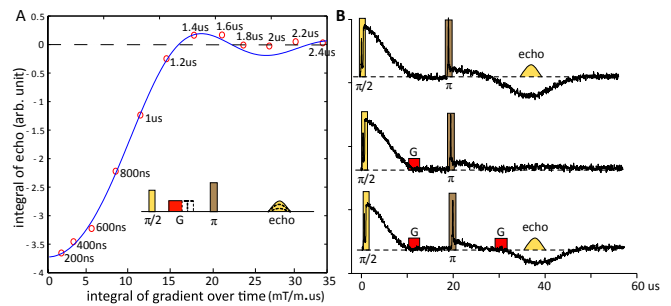 A
0.5
0
-0.5
-1
-1.5
-2
-2.5
-3
-3.5
-4
integral of echo (arb. unit)
1.4us
1.6us
1.8us
2us
2.2us
2.4us
1.2us
1us
800ns
600ns
400ns
200ns
π/2
G
π
echo
0
5
10
15
20
25
30
35
integral of gradient over time (mT/m.us)
B
echo
π/2
π
G
π/2
π
echo
G
G
π/2
π
0
20
40
60 us